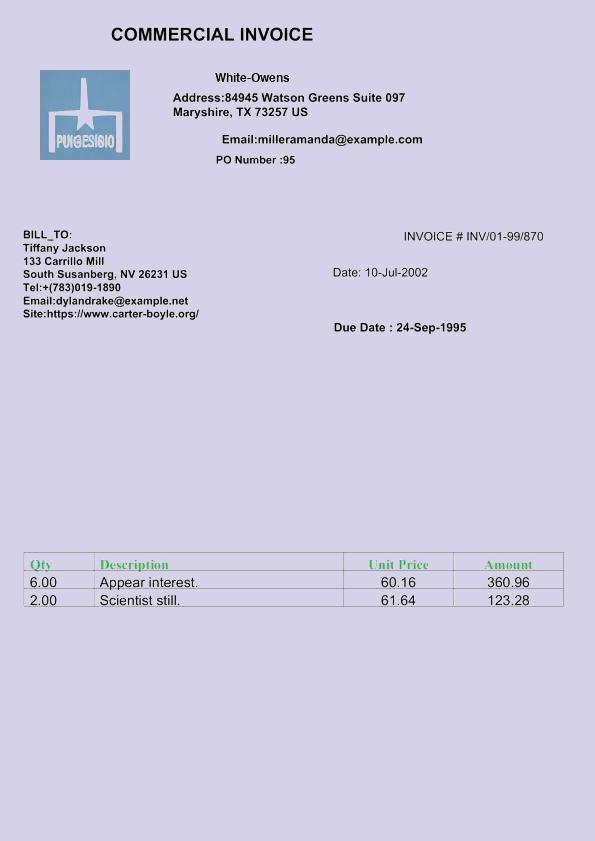 COMMERCIAL INVOICE
White-Owens
Address:84945 Watson Greens Suite 097
Maryshire, TX 73257 US
PUIGESIGIO
Email:milleramanda@example.com
PO Number :95
BILL_TO:
Tiffany Jackson
133 Carrillo Mill
South Susanberg, NV 26231 US
Tel:+(783)019-1890
Email:dylandrake@example.net
Site:https://www.carter-boyle.org/
INVOICE # INV/01-99/870
Date: 10-Jul-2002
Due Date : 24-Sep-1995
Qty Description Unit Price Amount
6.00 Appear interest. 60.16 360.96
2.00 Scientist still. 61.64 123.28